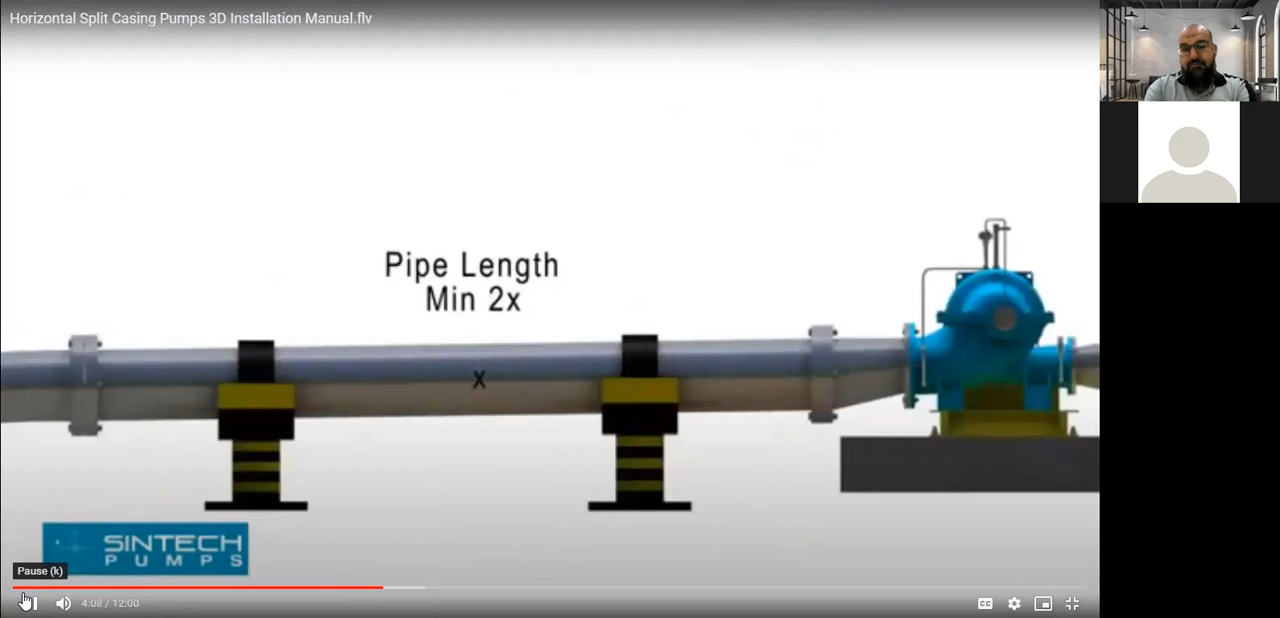 Horizontal Split Casing Pumps 3D Installation Manual.flv
Pipe Length
Min 2x
X
SINTECH
PUMPS
Pause (k)
4:08 / 12:00
CC